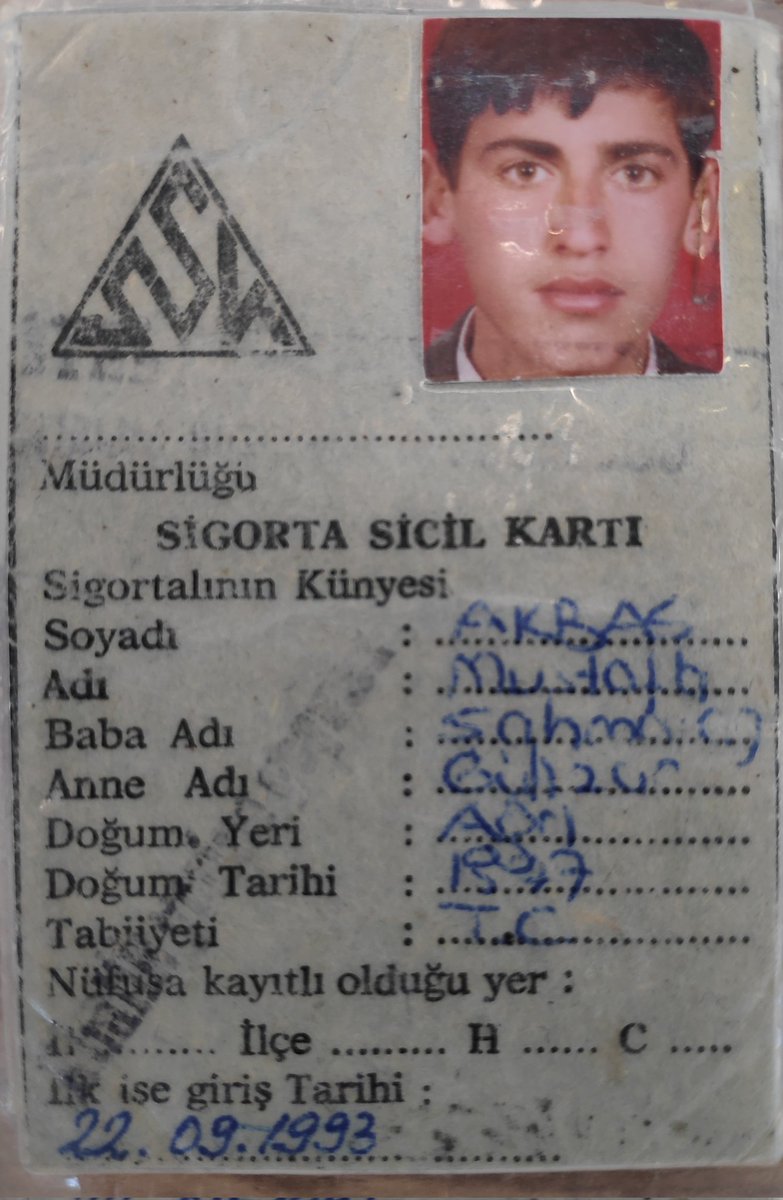 SSK
Müdürlüğü
SİGORTA SİCİL KARTI
Sigortalının Künyesi
Soyadı :
Adı : Mustafa
Baba Adı :
Anne Adı :
Doğum Yeri : Ağrı
Doğum Tarihi :
Tabiiyeti : T.C
Nüfusa kayıtlı olduğu yer :
İl ........ İlçe ......... H ...... C .....
İlk işe giriş Tarihi :
22.09.1993